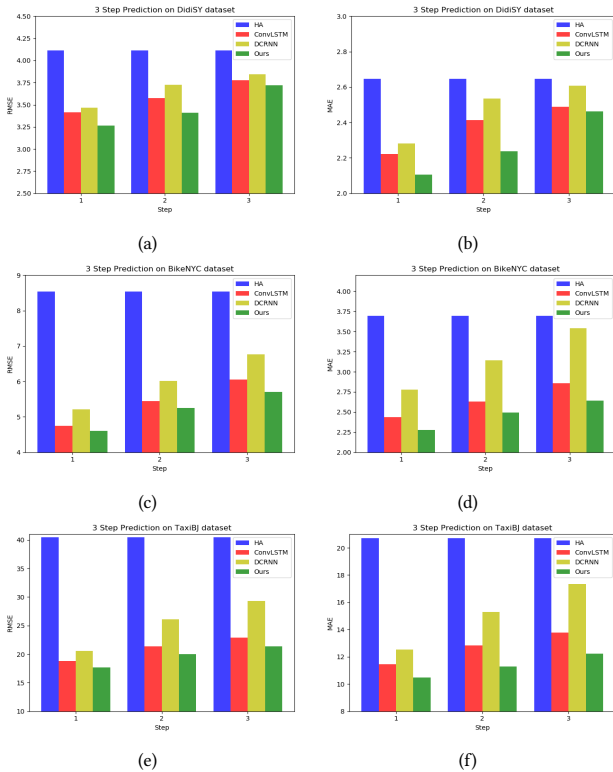 3 Step Prediction on DidiSY dataset
4.50
4.25
4.00
3.75
3.50
3.25
3.00
2.75
2.50
RMSE
HA
ConvLSTM
DCRNN
Ours
1 2 3
Step
(a)
3 Step Prediction on DidiSY dataset
3.0
2.8
2.6
2.4
2.2
2.0
MAE
HA
ConvLSTM
DCRNN
Ours
1 2 3
Step
(b)
3 Step Prediction on BikeNYC dataset
9
8
7
6
5
4
RMSE
HA
ConvLSTM
DCRNN
Ours
1 2 3
Step
(c)
3 Step Prediction on BikeNYC dataset
4.00
3.75
3.50
3.25
3.00
2.75
2.50
2.25
2.00
MAE
HA
ConvLSTM
DCRNN
Ours
1 2 3
Step
(d)
3 Step Prediction on TaxiBJ dataset
40
35
30
25
20
15
10
RMSE
HA
ConvLSTM
DCRNN
Ours
1 2 3
Step
(e)
3 Step Prediction on TaxiBJ dataset
20
18
16
14
12
10
8
MAE
HA
ConvLSTM
DCRNN
Ours
1 2 3
Step
(f)